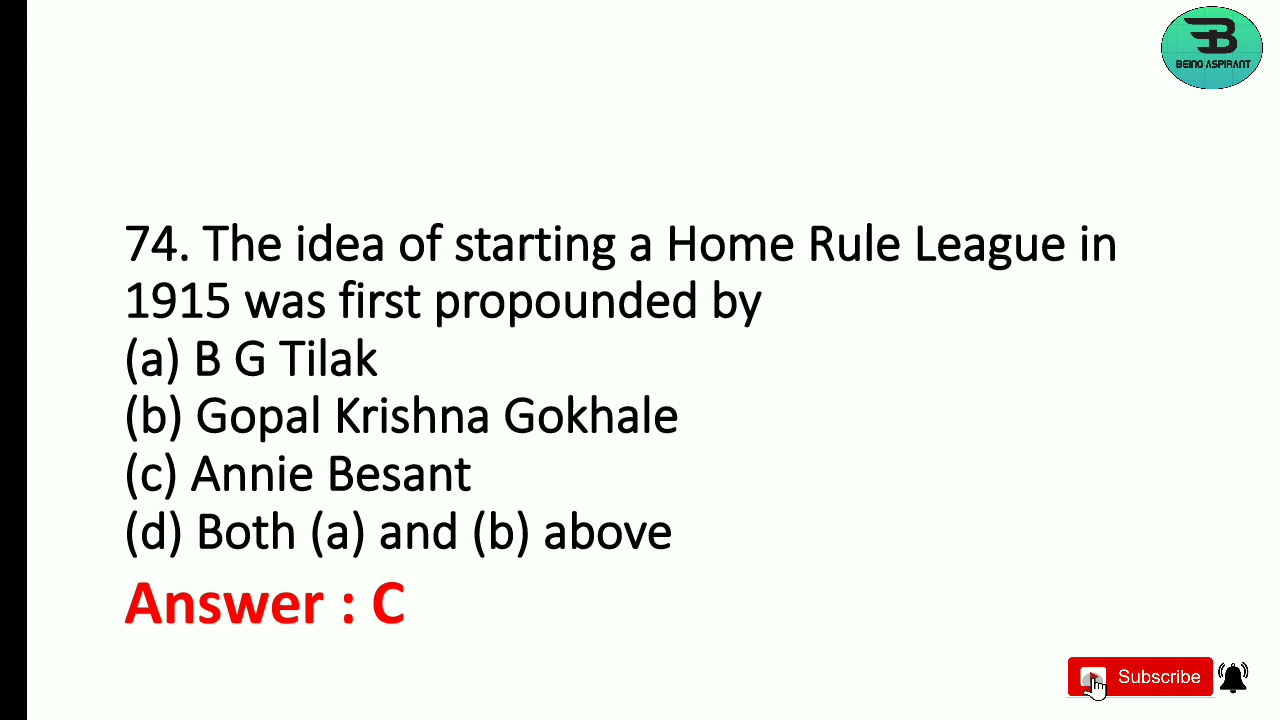 BEING ASPIRANT
74. The idea of starting a Home Rule League in
1915 was first propounded by
(a) B G Tilak
(b) Gopal Krishna Gokhale
(c) Annie Besant
(d) Both (a) and (b) above
Answer : C
Subscribe